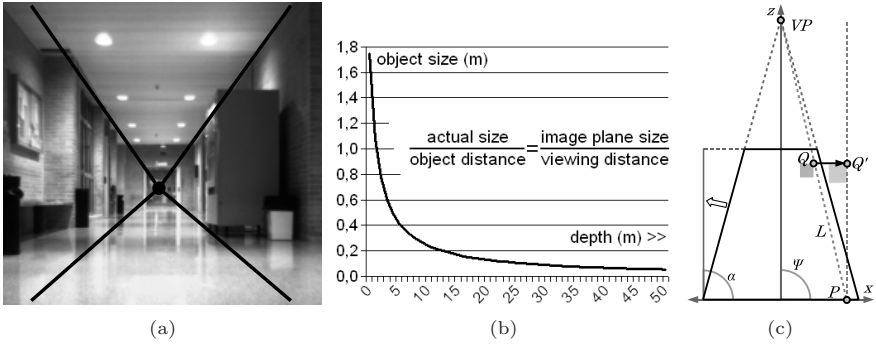 1,8
1,6
1,4
1,2
1,0
0,8
0,6
0,4
0,2
0,0
object size (m)
actual size
object distance
=
image plane size
viewing distance
depth (m) >>
0 5 10 15 20 25 30 35 40 45 50
z
VP
Q Q'
L
α ψ P x
(a) (b) (c)